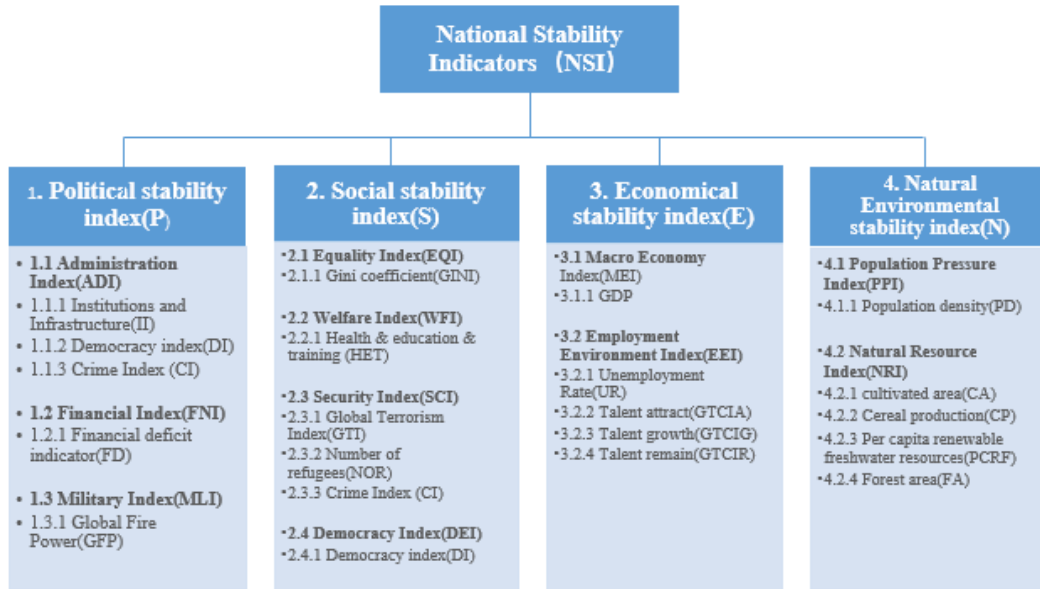 National Stability
Indicators（NSI）
1. Political stability
index(P)
• 1.1 Administration
Index(ADI)
• 1.1.1 Institutions and
Infrastructure(II)
• 1.1.2 Democracy index(DI)
• 1.1.3 Crime Index (CI)
• 1.2 Financial Index(FNI)
• 1.2.1 Financial deficit
indicator(FD)
• 1.3 Military Index(MLI)
• 1.3.1 Global Fire
Power(GFP)
2. Social stability
index(S)
•2.1 Equality Index(EQI)
•2.1.1 Gini coefficient(GINI)
•2.2 Welfare Index(WFI)
•2.2.1 Health & education &
training (HET)
•2.3 Security Index(SCI)
•2.3.1 Global Terrorism
Index(GTI)
•2.3.2 Number of
refugees(NOR)
•2.3.3 Crime Index (CI)
•2.4 Democracy Index(DEI)
•2.4.1 Democracy index(DI)
3. Economical
stability index(E)
•3.1 Macro Economy
Index(MEI)
•3.1.1 GDP
•3.2 Employment
Environment Index(EEI)
•3.2.1 Unemployment
Rate(UR)
•3.2.2 Talent attract(GTCIA)
•3.2.3 Talent growth(GTCIG)
•3.2.4 Talent remain(GTCIR)
4. Natural
Environmental
stability index(N)
•4.1 Population Pressure
Index(PPI)
•4.1.1 Population density(PD)
•4.2 Natural Resource
Index(NRI)
•4.2.1 cultivated area(CA)
•4.2.2 Cereal production(CP)
•4.2.3 Per capita renewable
freshwater resources(PCRF)
•4.2.4 Forest area(FA)